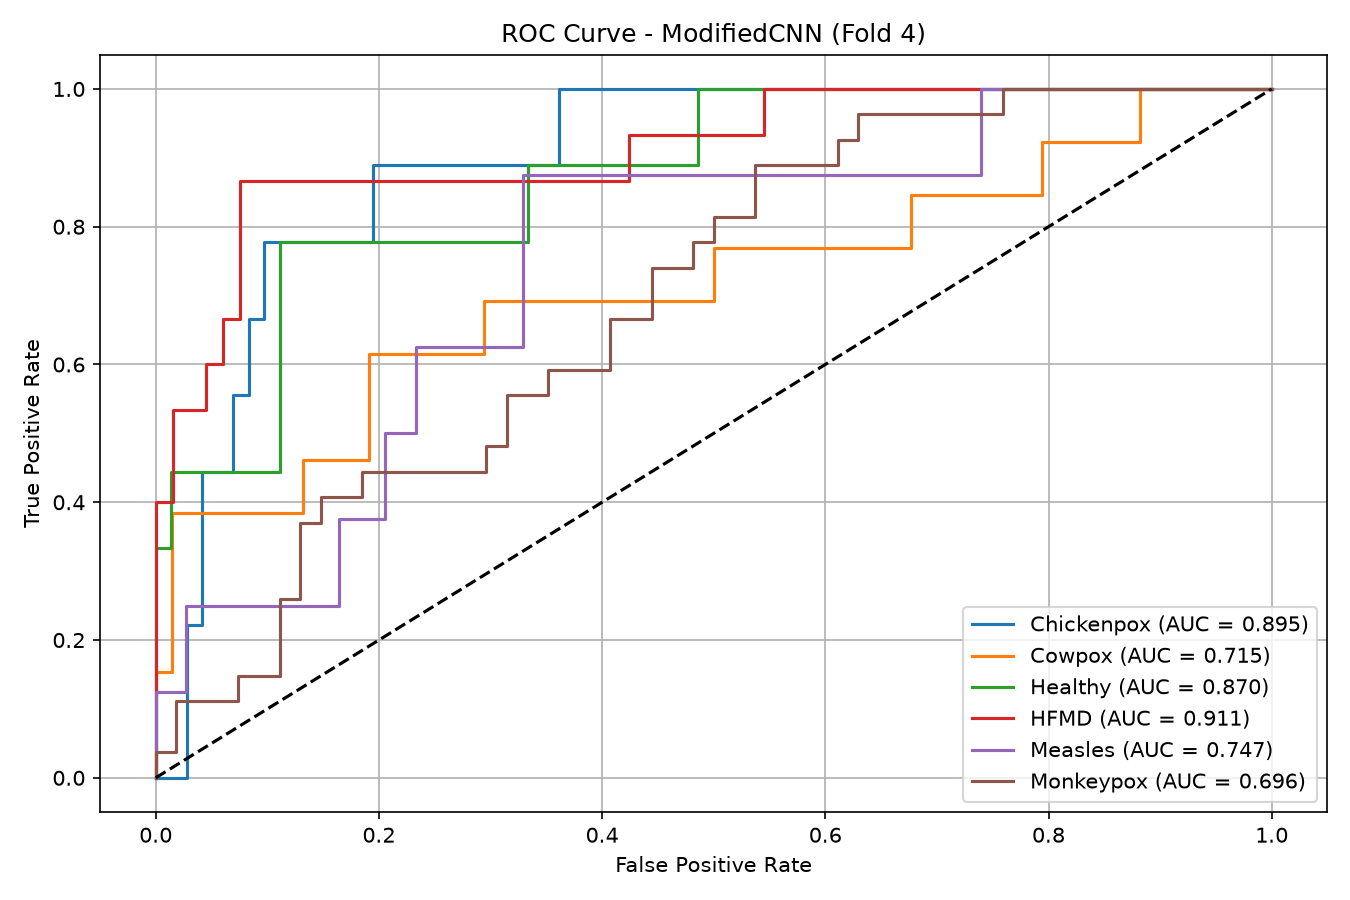 ROC Curve - ModifiedCNN (Fold 4)
True Positive Rate
1.0
0.8
0.6
0.4
0.2
0.0
Chickenpox (AUC = 0.895)
Cowpox (AUC = 0.715)
Healthy (AUC = 0.870)
HFMD (AUC = 0.911)
Measles (AUC = 0.747)
Monkeypox (AUC = 0.696)
0.0 0.2 0.4 0.6 0.8 1.0
False Positive Rate